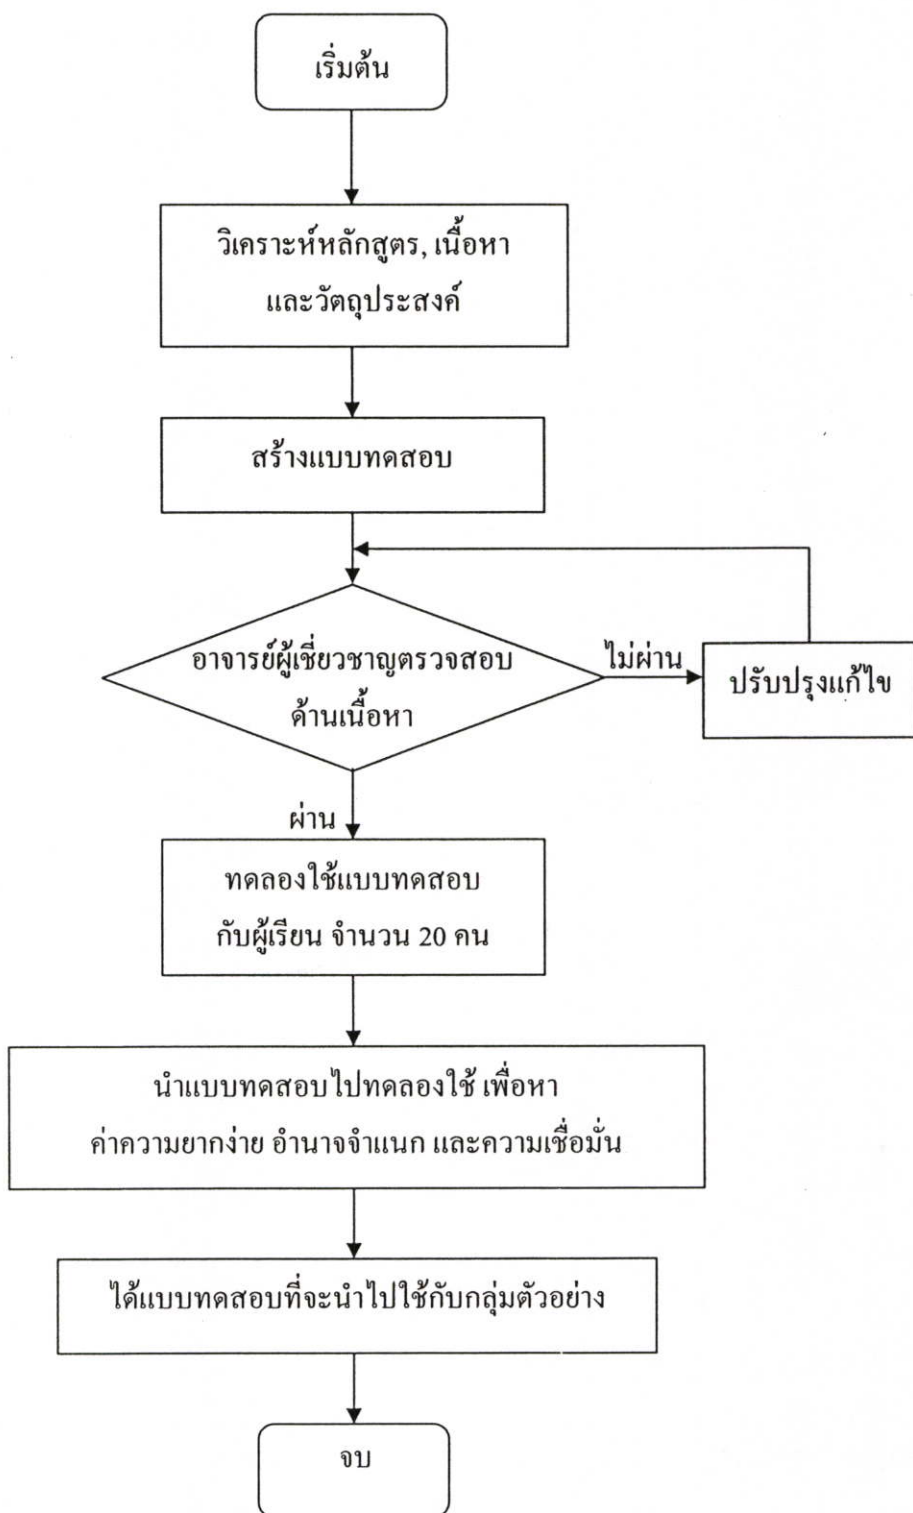 เริ่มต้น
วิเคราะห์หลักสูตร, เนื้อหา
และวัตถุประสงค์
สร้างแบบทดสอบ
อาจารย์ผู้เชี่ยวชาญตรวจสอบ
ด้านเนื้อหา
ไม่ผ่าน
ปรับปรุงแก้ไข
ผ่าน
ทดลองใช้แบบทดสอบ
กับผู้เรียน จำนวน 20 คน
นำแบบทดสอบไปทดลองใช้ เพื่อหา
ค่าความยากง่าย อำนาจจำแนก และความเชื่อมั่น
ได้แบบทดสอบที่จะนำไปใช้กับกลุ่มตัวอย่าง
จบ